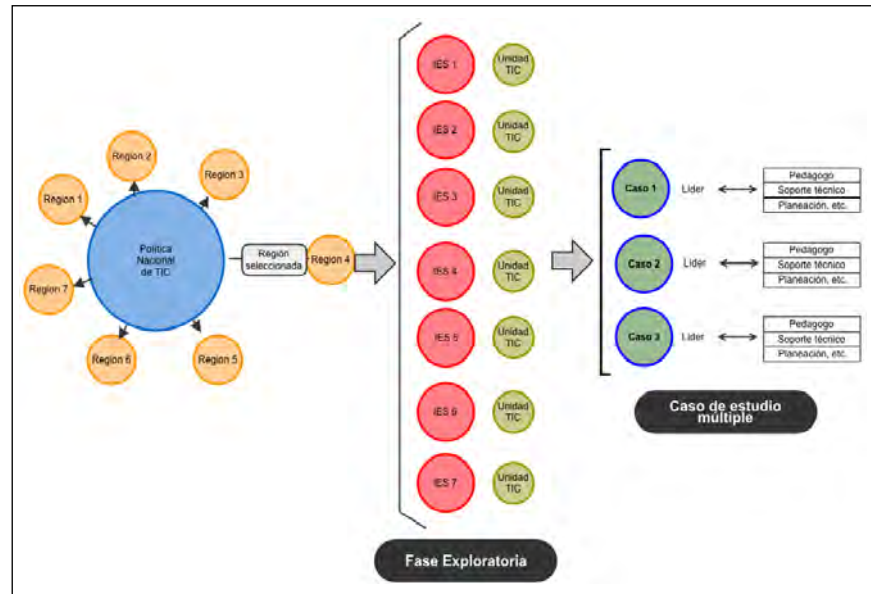 Region 1
Region 2
Region 3
Política
Nacional
de TIC
Region 7
Region 6
Region 5
Región
seleccionada
Region 4
IES 1
Unidad
TIC
IES 2
Unidad
TIC
IES 3
Unidad
TIC
IES 4
Unidad
TIC
IES 5
Unidad
TIC
IES 6
Unidad
TIC
IES 7
Unidad
TIC
Fase Exploratoria
Caso 1
Lider
Pedagogo
Soporte técnico
Planeación, etc.
Caso 2
Lider
Pedagogo
Soporte técnico
Planeación, etc.
Caso 3
Lider
Pedagogo
Soporte técnico
Planeación, etc.
Caso de estudio
múltiple